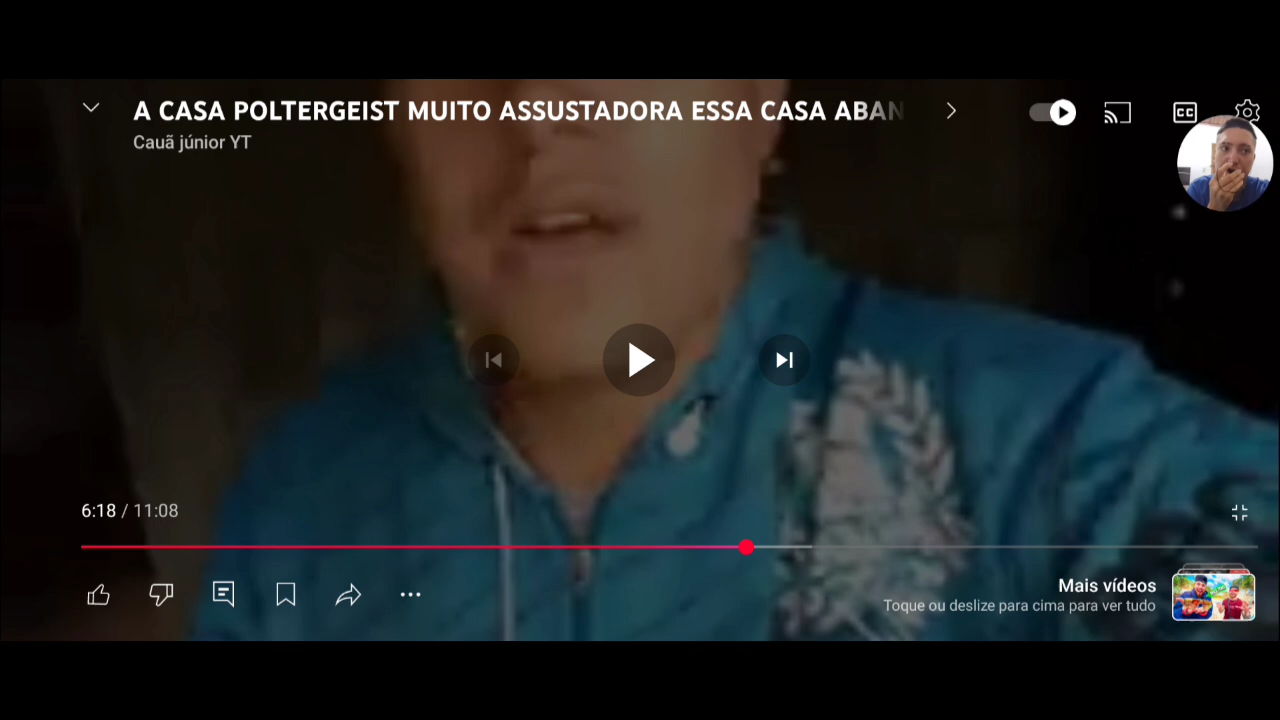 A CASA POLTERGEIST MUITO ASSUSTADORA ESSA CASA ABAN
Cauã júnior YT
CC
6:18 / 11:08
Mais vídeos
Toque ou deslize para cima para ver tudo